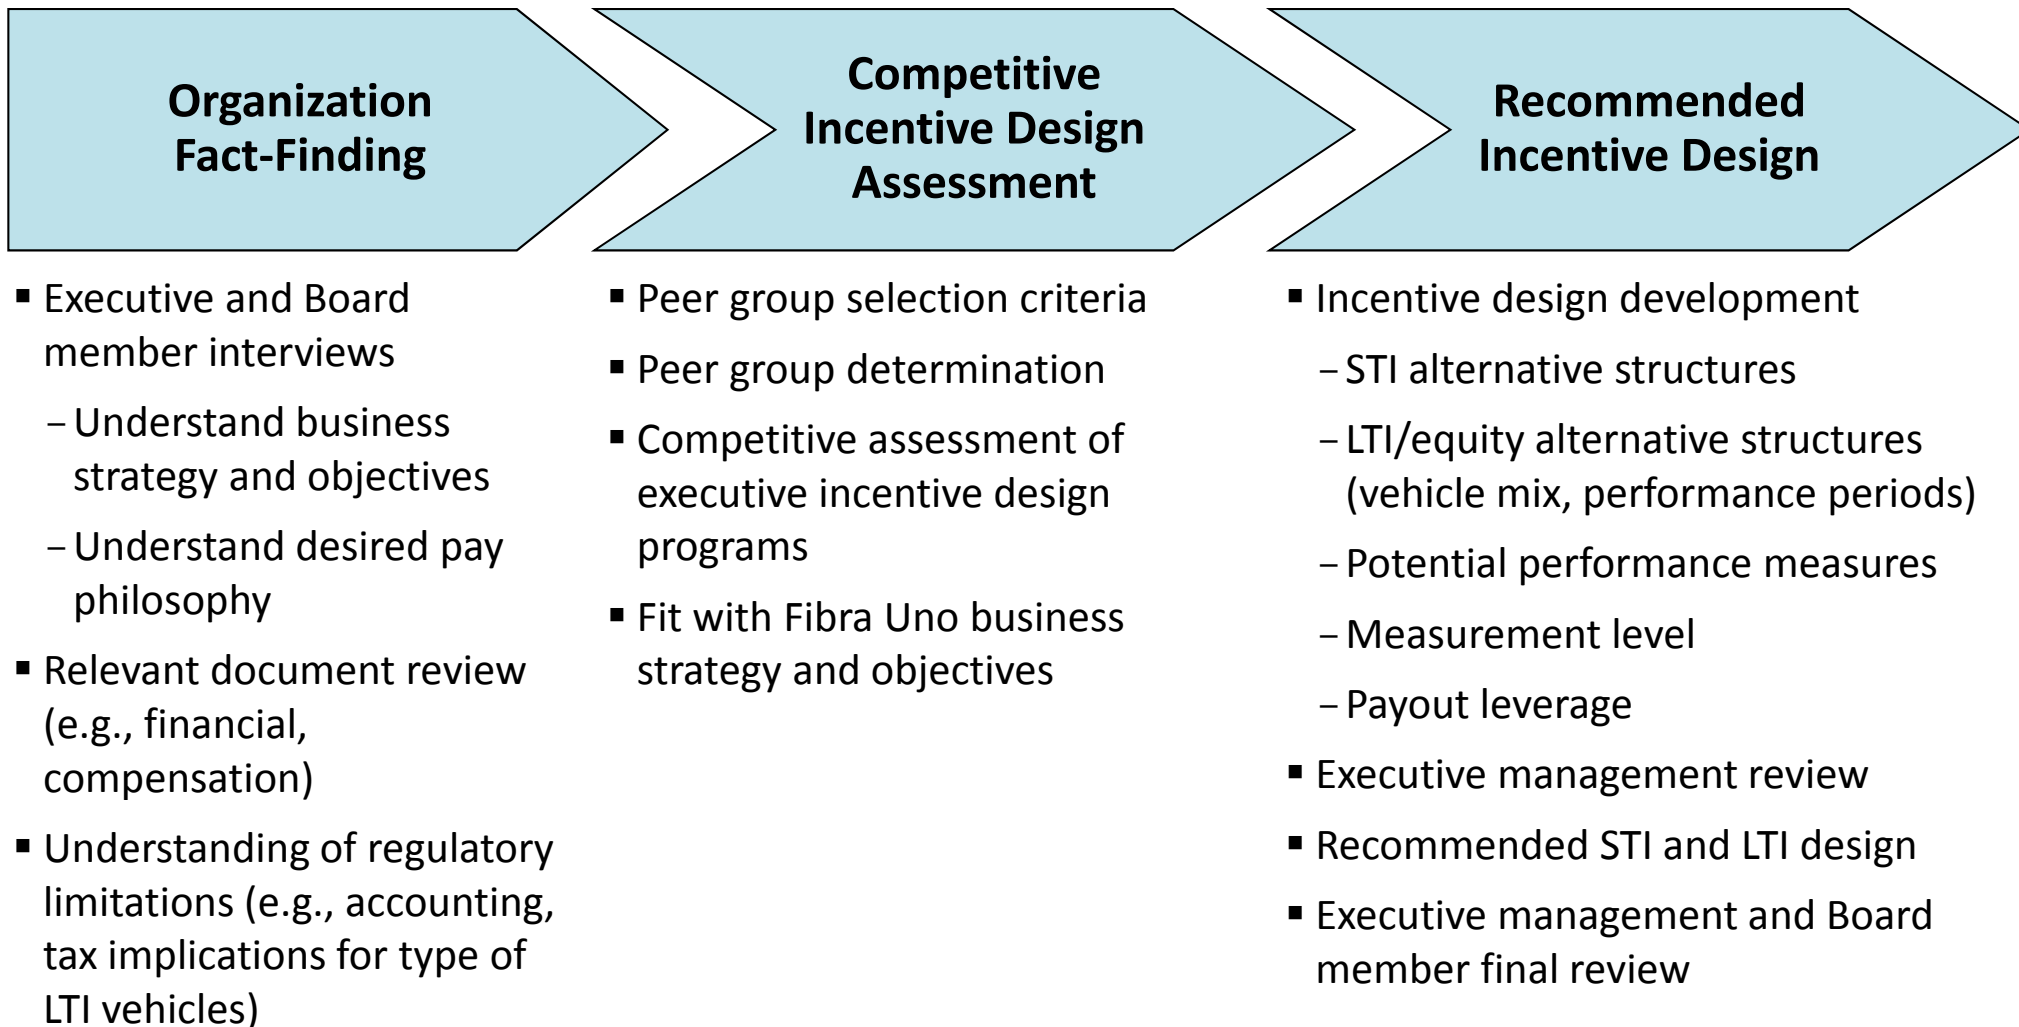 Organization
Fact-Finding
Competitive
Incentive Design
Assessment
Recommended
Incentive Design
▪ Executive and Board
member interviews
– Understand business
strategy and objectives
– Understand desired pay
philosophy
▪ Relevant document review
(e.g., financial,
compensation)
▪ Understanding of regulatory
limitations (e.g., accounting,
tax implications for type of
LTI vehicles)
▪ Peer group selection criteria
▪ Peer group determination
▪ Competitive assessment of
executive incentive design
programs
▪ Fit with Fibra Uno business
strategy and objectives
▪ Incentive design development
– STI alternative structures
– LTI/equity alternative structures
(vehicle mix, performance periods)
– Potential performance measures
– Measurement level
– Payout leverage
▪ Executive management review
▪ Recommended STI and LTI design
▪ Executive management and Board
member final review